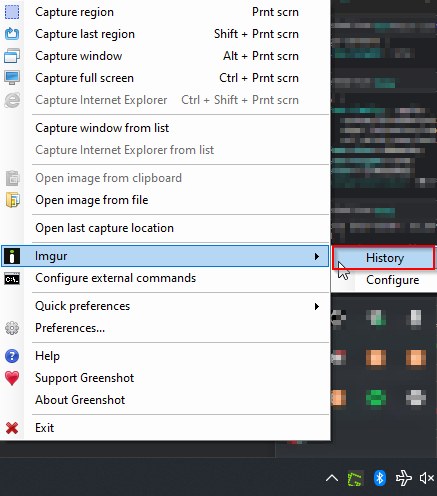 Capture region Prnt scrn
Capture last region Shift + Prnt scrn
Capture window Alt + Prnt scrn
Capture full screen Ctrl + Prnt scrn
Capture Internet Explorer Ctrl + Shift + Prnt scrn
Capture window from list
Capture Internet Explorer from list
Open image from clipboard
Open image from file
Open last capture location
Imgur
History
Configure external commands
Configure
Quick preferences
Preferences...
Help
Support Greenshot
About Greenshot
Exit